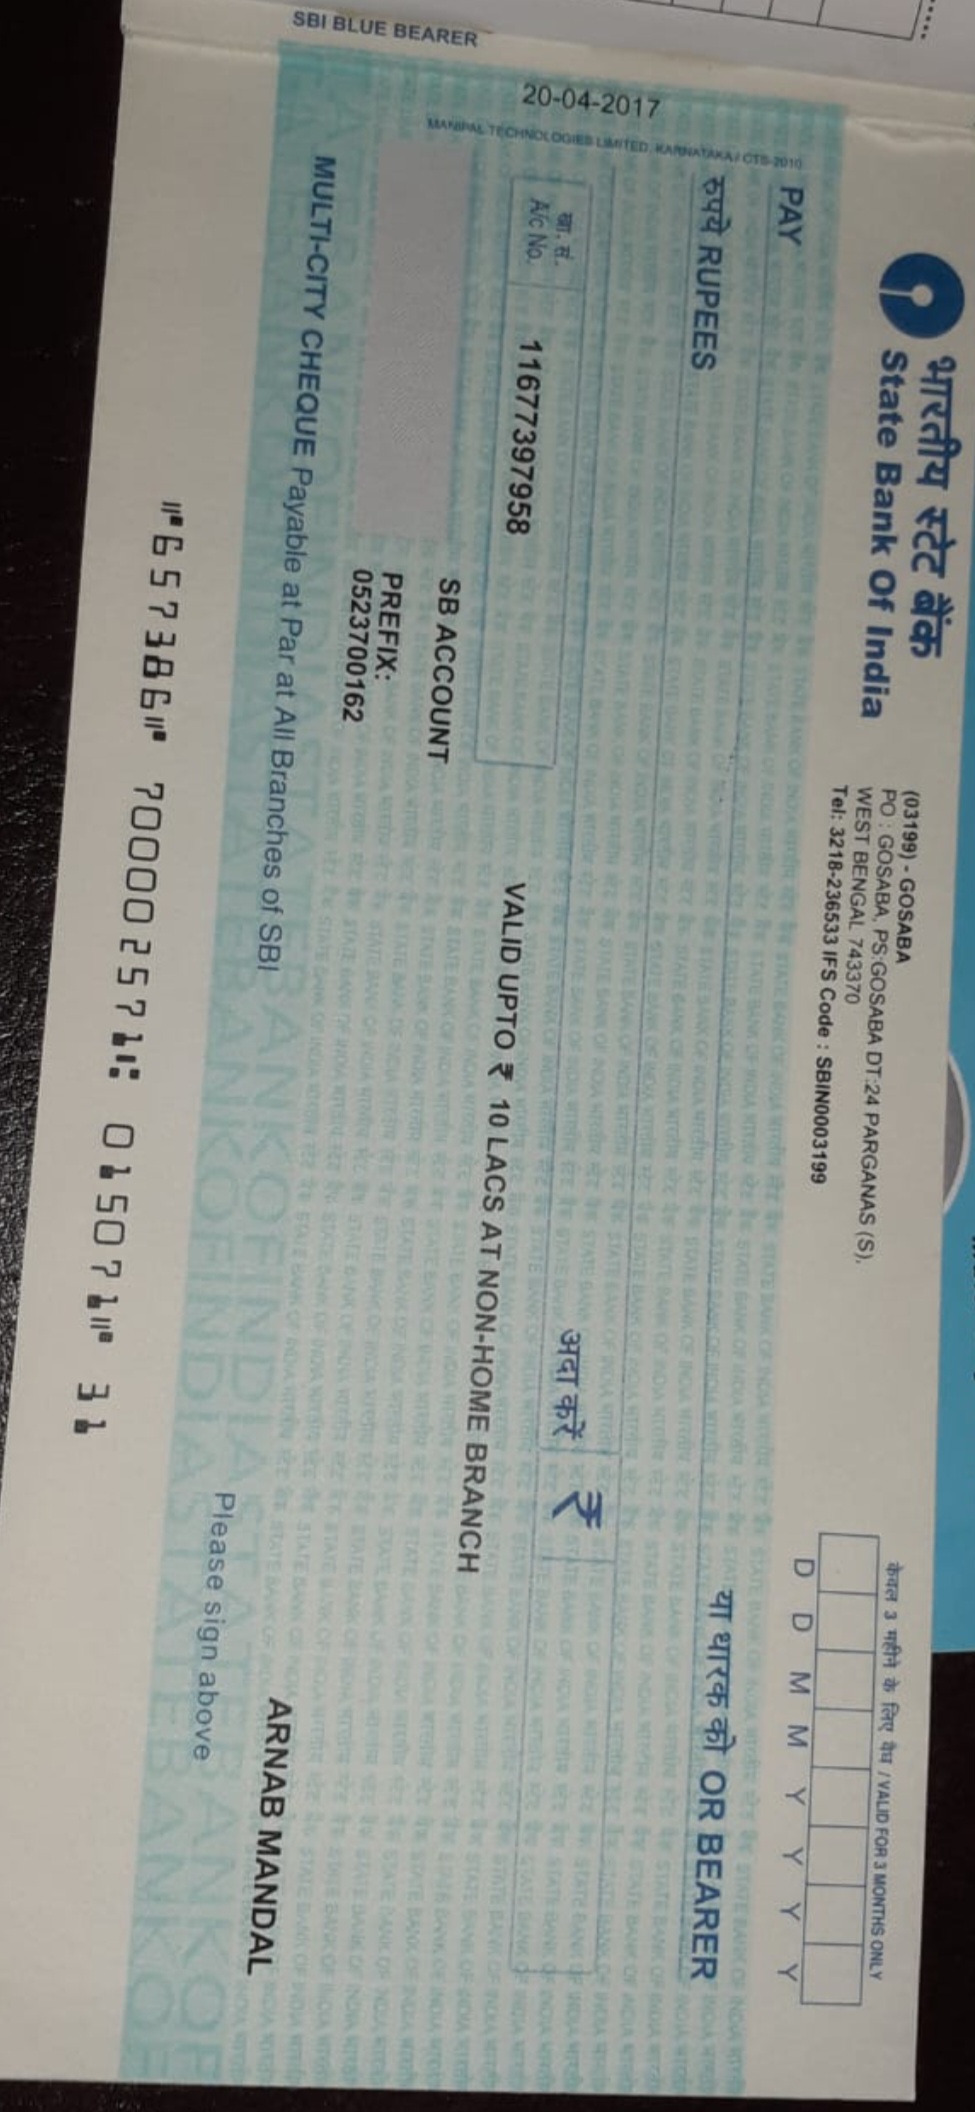 SBI BLUE BEARER
20-04-2017
MANIPAL TECHNOLOGIES LIMITED, KARNATAKA / CTS-2010
भारतीय स्टेट बैंक
State Bank Of India
(03199) - GOSABA
PO : GOSABA, PS:GOSABA DT:24 PARGANAS (S),
WEST BENGAL 743370
Tel: 3218-236533 IFS Code : SBIN0003199
केवल 3 महीने के लिए वैध / VALID FOR 3 MONTHS ONLY
D D M M Y Y Y Y
PAY
या धारक को OR BEARER
रुपये RUPEES
अदा करें ₹
खा. सं.
A/c No.
11677397958
VALID UPTO ₹ 10 LACS AT NON-HOME BRANCH
SB ACCOUNT
PREFIX:
0523700162
MULTI-CITY CHEQUE Payable at Par at All Branches of SBI
ARNAB MANDAL
Please sign above
⑈657386⑈ 700002571⑆ 015071⑈ 31